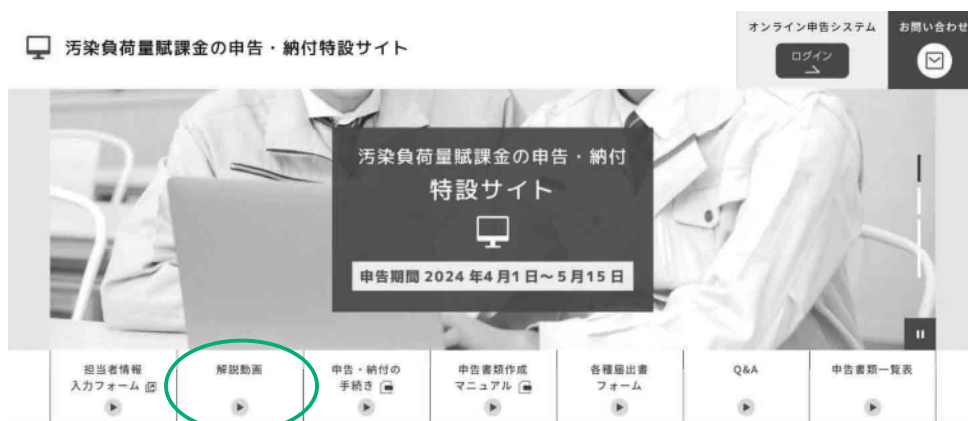 汚染負荷量賦課金の申告・納付特設サイト
オンライン申告システム
ログイン
お問い合わせ
汚染負荷量賦課金の申告・納付
特設サイト
申告期間 2024 年4月1日～5月15日
担当者情報
入力フォーム
解説動画
申告・納付の
手続き
申告書類作成
マニュアル
各種届出書
フォーム
Q&A
申告書類一覧表